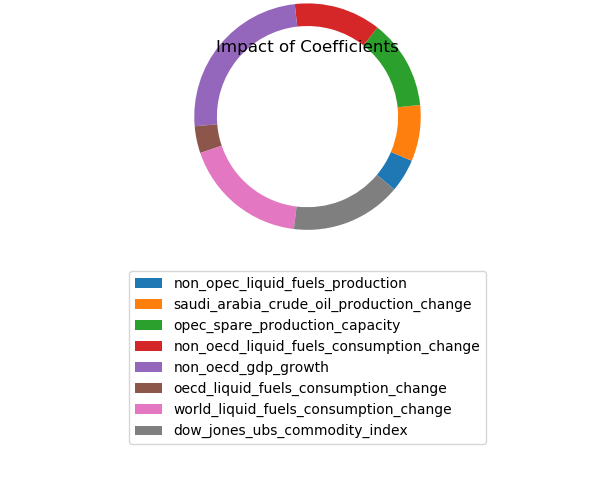 Impact of Coefficients
non_opec_liquid_fuels_production
saudi_arabia_crude_oil_production_change
opec_spare_production_capacity
non_oecd_liquid_fuels_consumption_change
non_oecd_gdp_growth
oecd_liquid_fuels_consumption_change
world_liquid_fuels_consumption_change
dow_jones_ubs_commodity_index